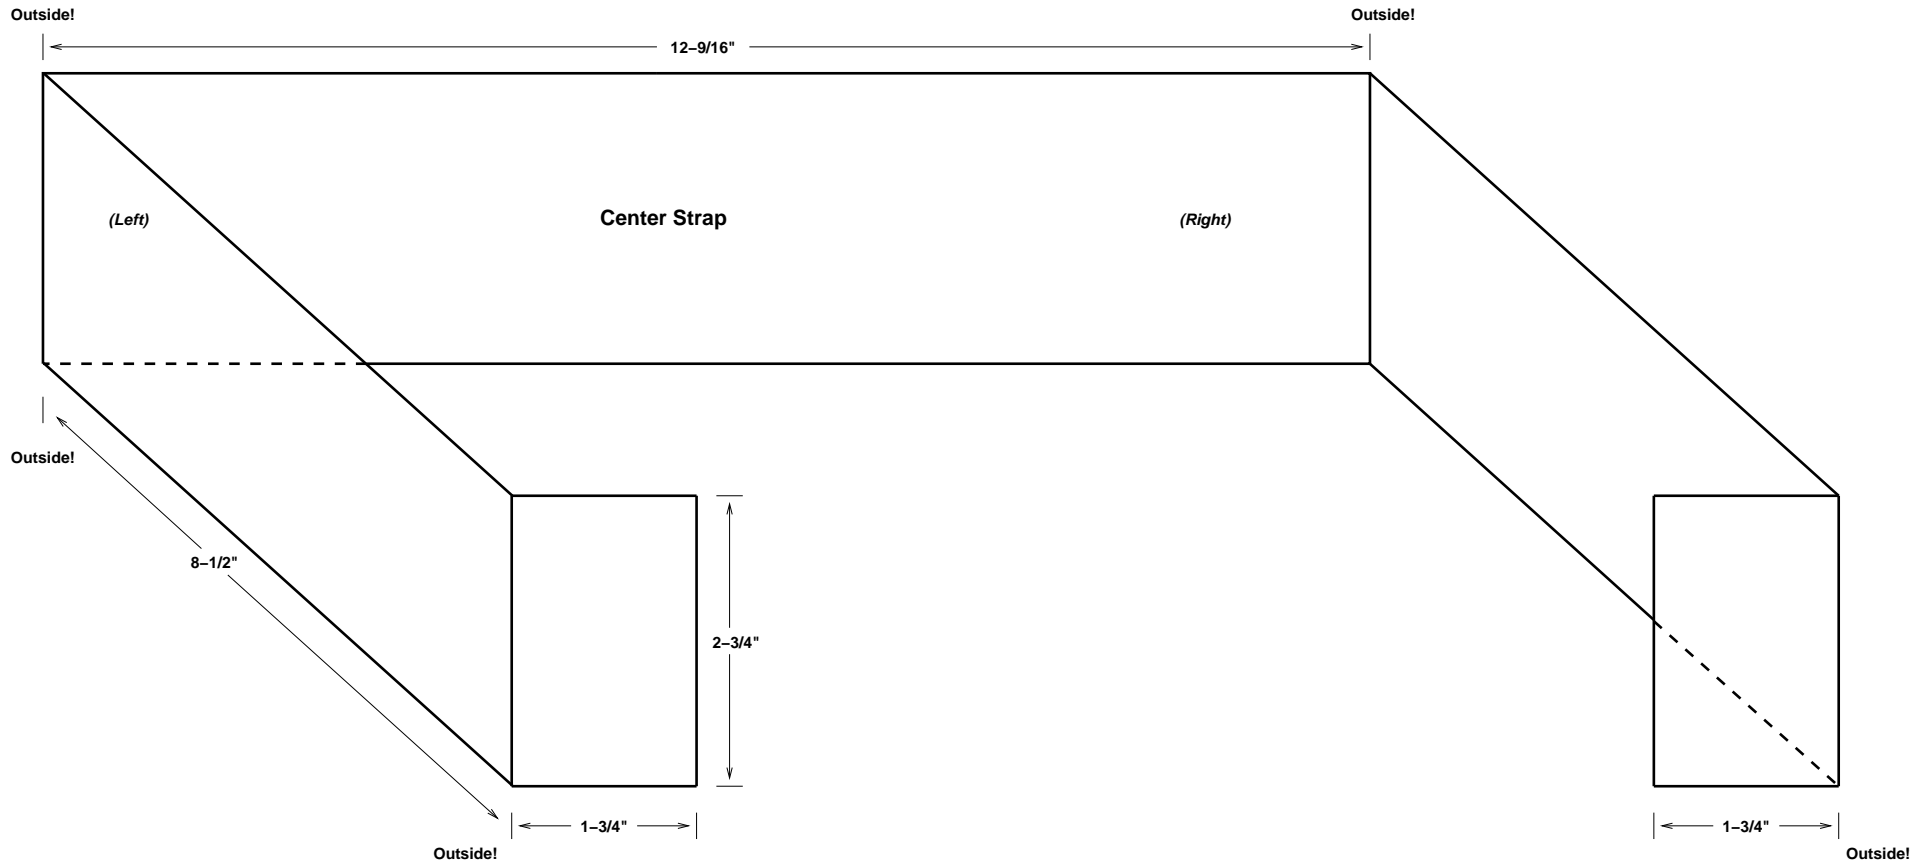 Outside!
Outside!
12–9/16"
(Left)
Center Strap
(Right)
Outside!
8–1/2"
2–3/4"
1–3/4"
1–3/4"
Outside!
Outside!